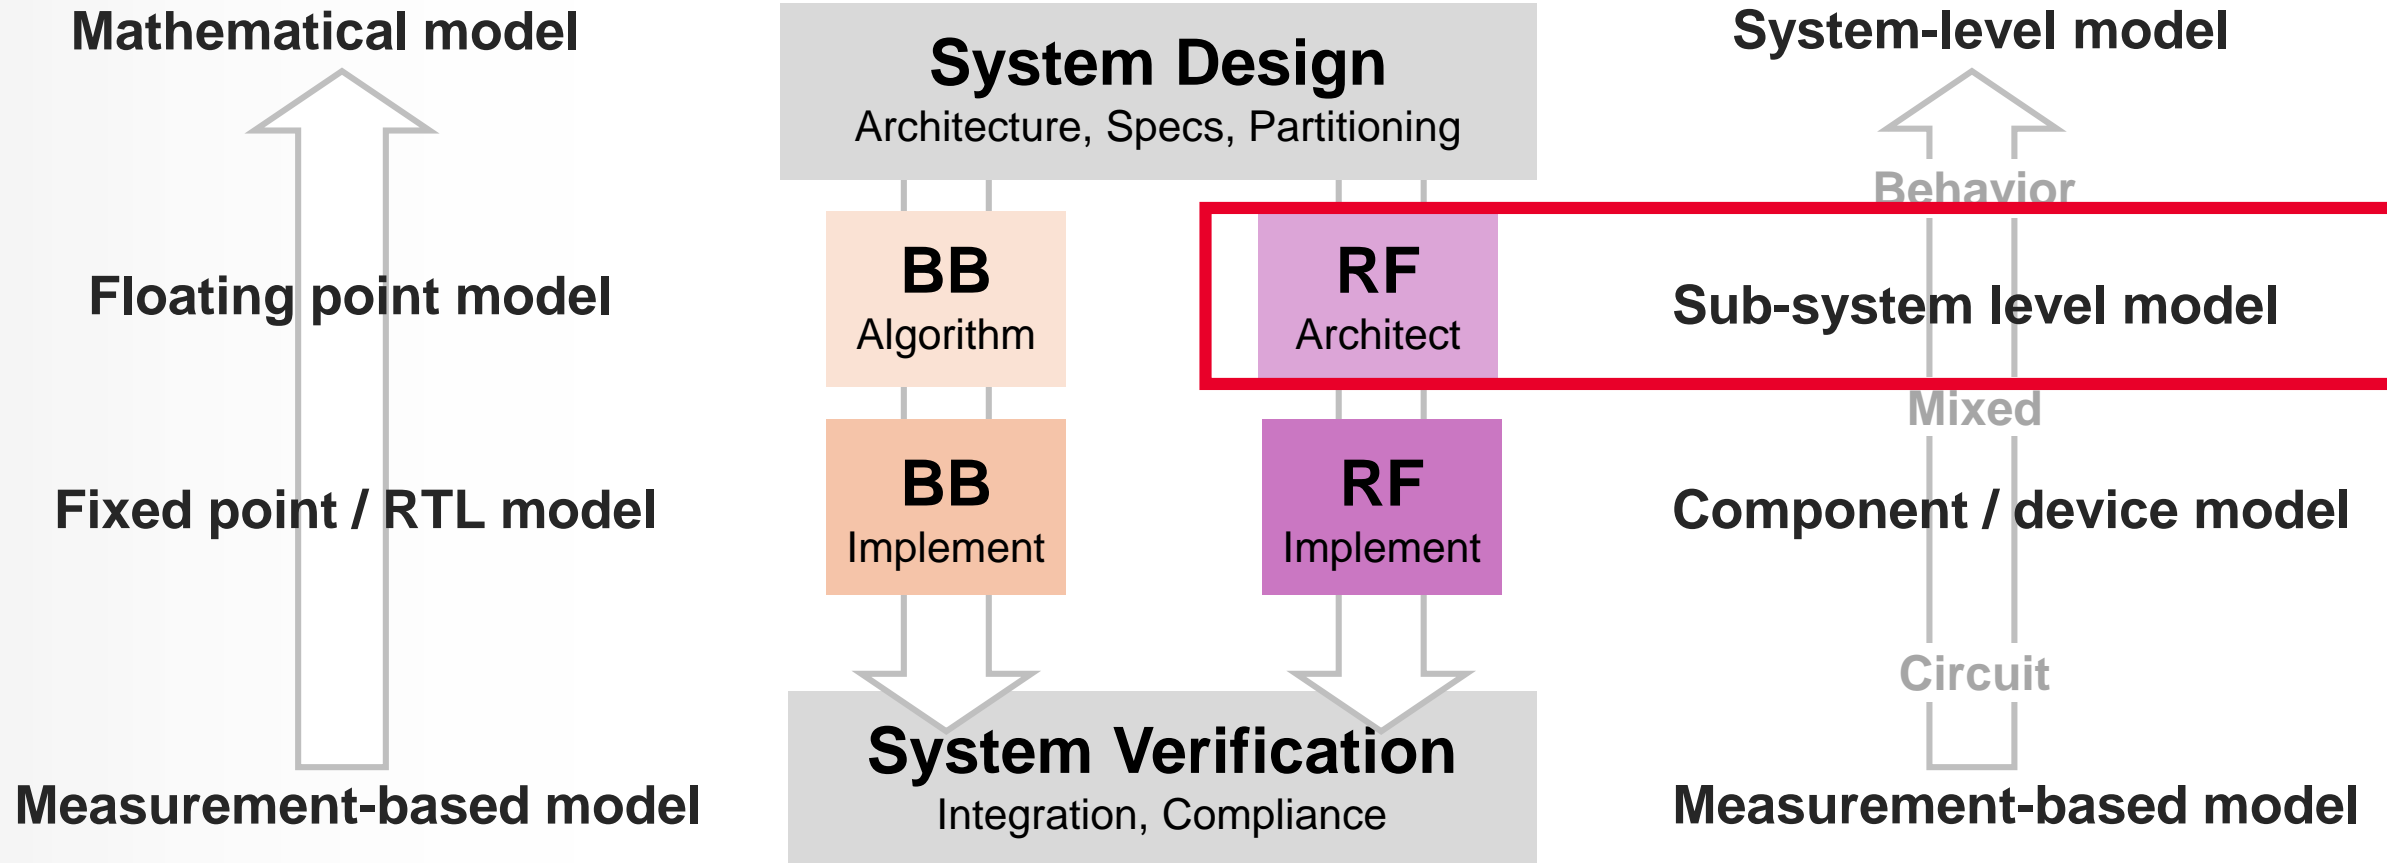 Mathematical model
Floating point model
Fixed point / RTL model
Measurement-based model
System Design
Architecture, Specs, Partitioning
BB
Algorithm
RF
Architect
BB
Implement
RF
Implement
System Verification
Integration, Compliance
System-level model
Behavior
Sub-system level model
Mixed
Component / device model
Circuit
Measurement-based model